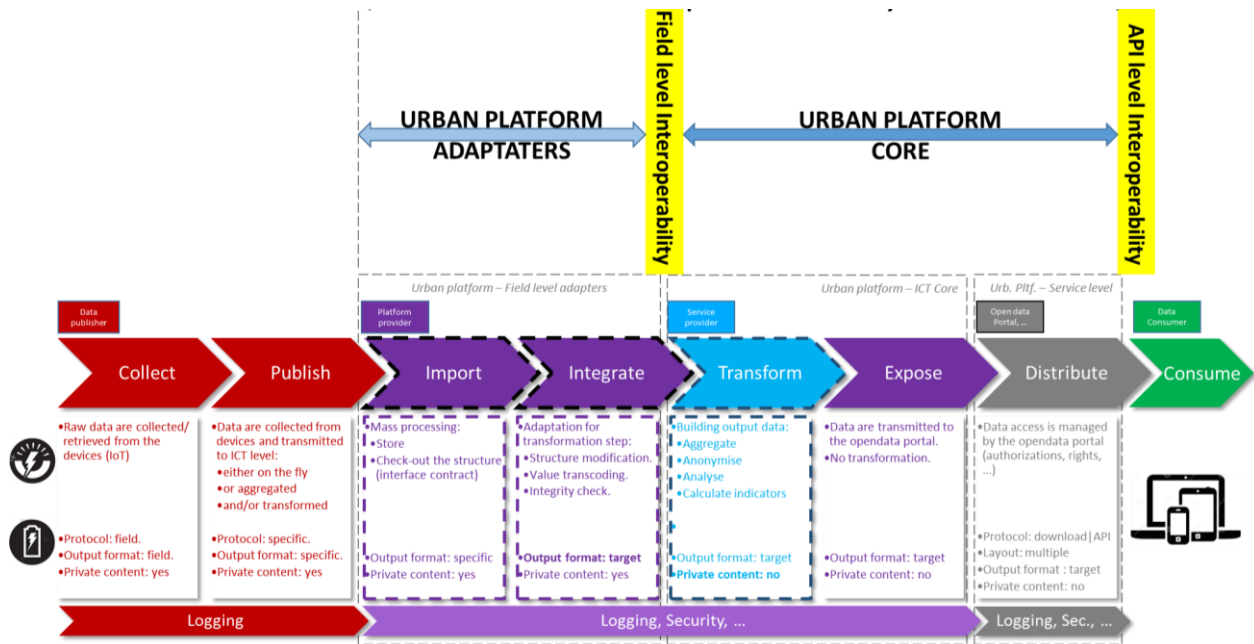 URBAN PLATFORM
ADAPTATERS
Field level Interoperability
URBAN PLATFORM
CORE
API level Interoperability
Urban platform – Field level adapters
Urban platform – ICT Core
Urb. Pltf. – Service level
Data
publisher
Platform
provider
Service
provider
Open data
Portal, ...
Data
Consumer
Collect
Publish
Import
Integrate
Transform
Expose
Distribute
Consume
•Raw data are collected/
retrieved from the
devices (IoT)
•Protocol: field.
•Output format: field.
•Private content: yes
•Data are collected from
devices and transmitted
to ICT level:
•either on the fly
•or aggregated
•and/or transformed
•Protocol: specific.
•Output format: specific.
•Private content: yes
•Mass processing:
•Store
•Check-out the structure
(interface contract)
•Output format: specific
•Private content: yes
•Adaptation for
transformation step:
•Structure modification.
•Value transcoding.
•Integrity check.
•Output format: target
•Private content: yes
•Building output data:
•Aggregate
•Anonymise
•Analyse
•Calculate indicators
•
•Output format: target
•Private content: no
•Data are transmitted to
the opendata portal.
•No transformation.
•Output format: target
•Private content: no
•Data access is managed
by the opendata portal
(authorizations, rights,
...)
•Protocol: download|API
•Layout: multiple
•Output format : target
•Private content: no
Logging
Logging, Security, ...
Logging, Sec., ...